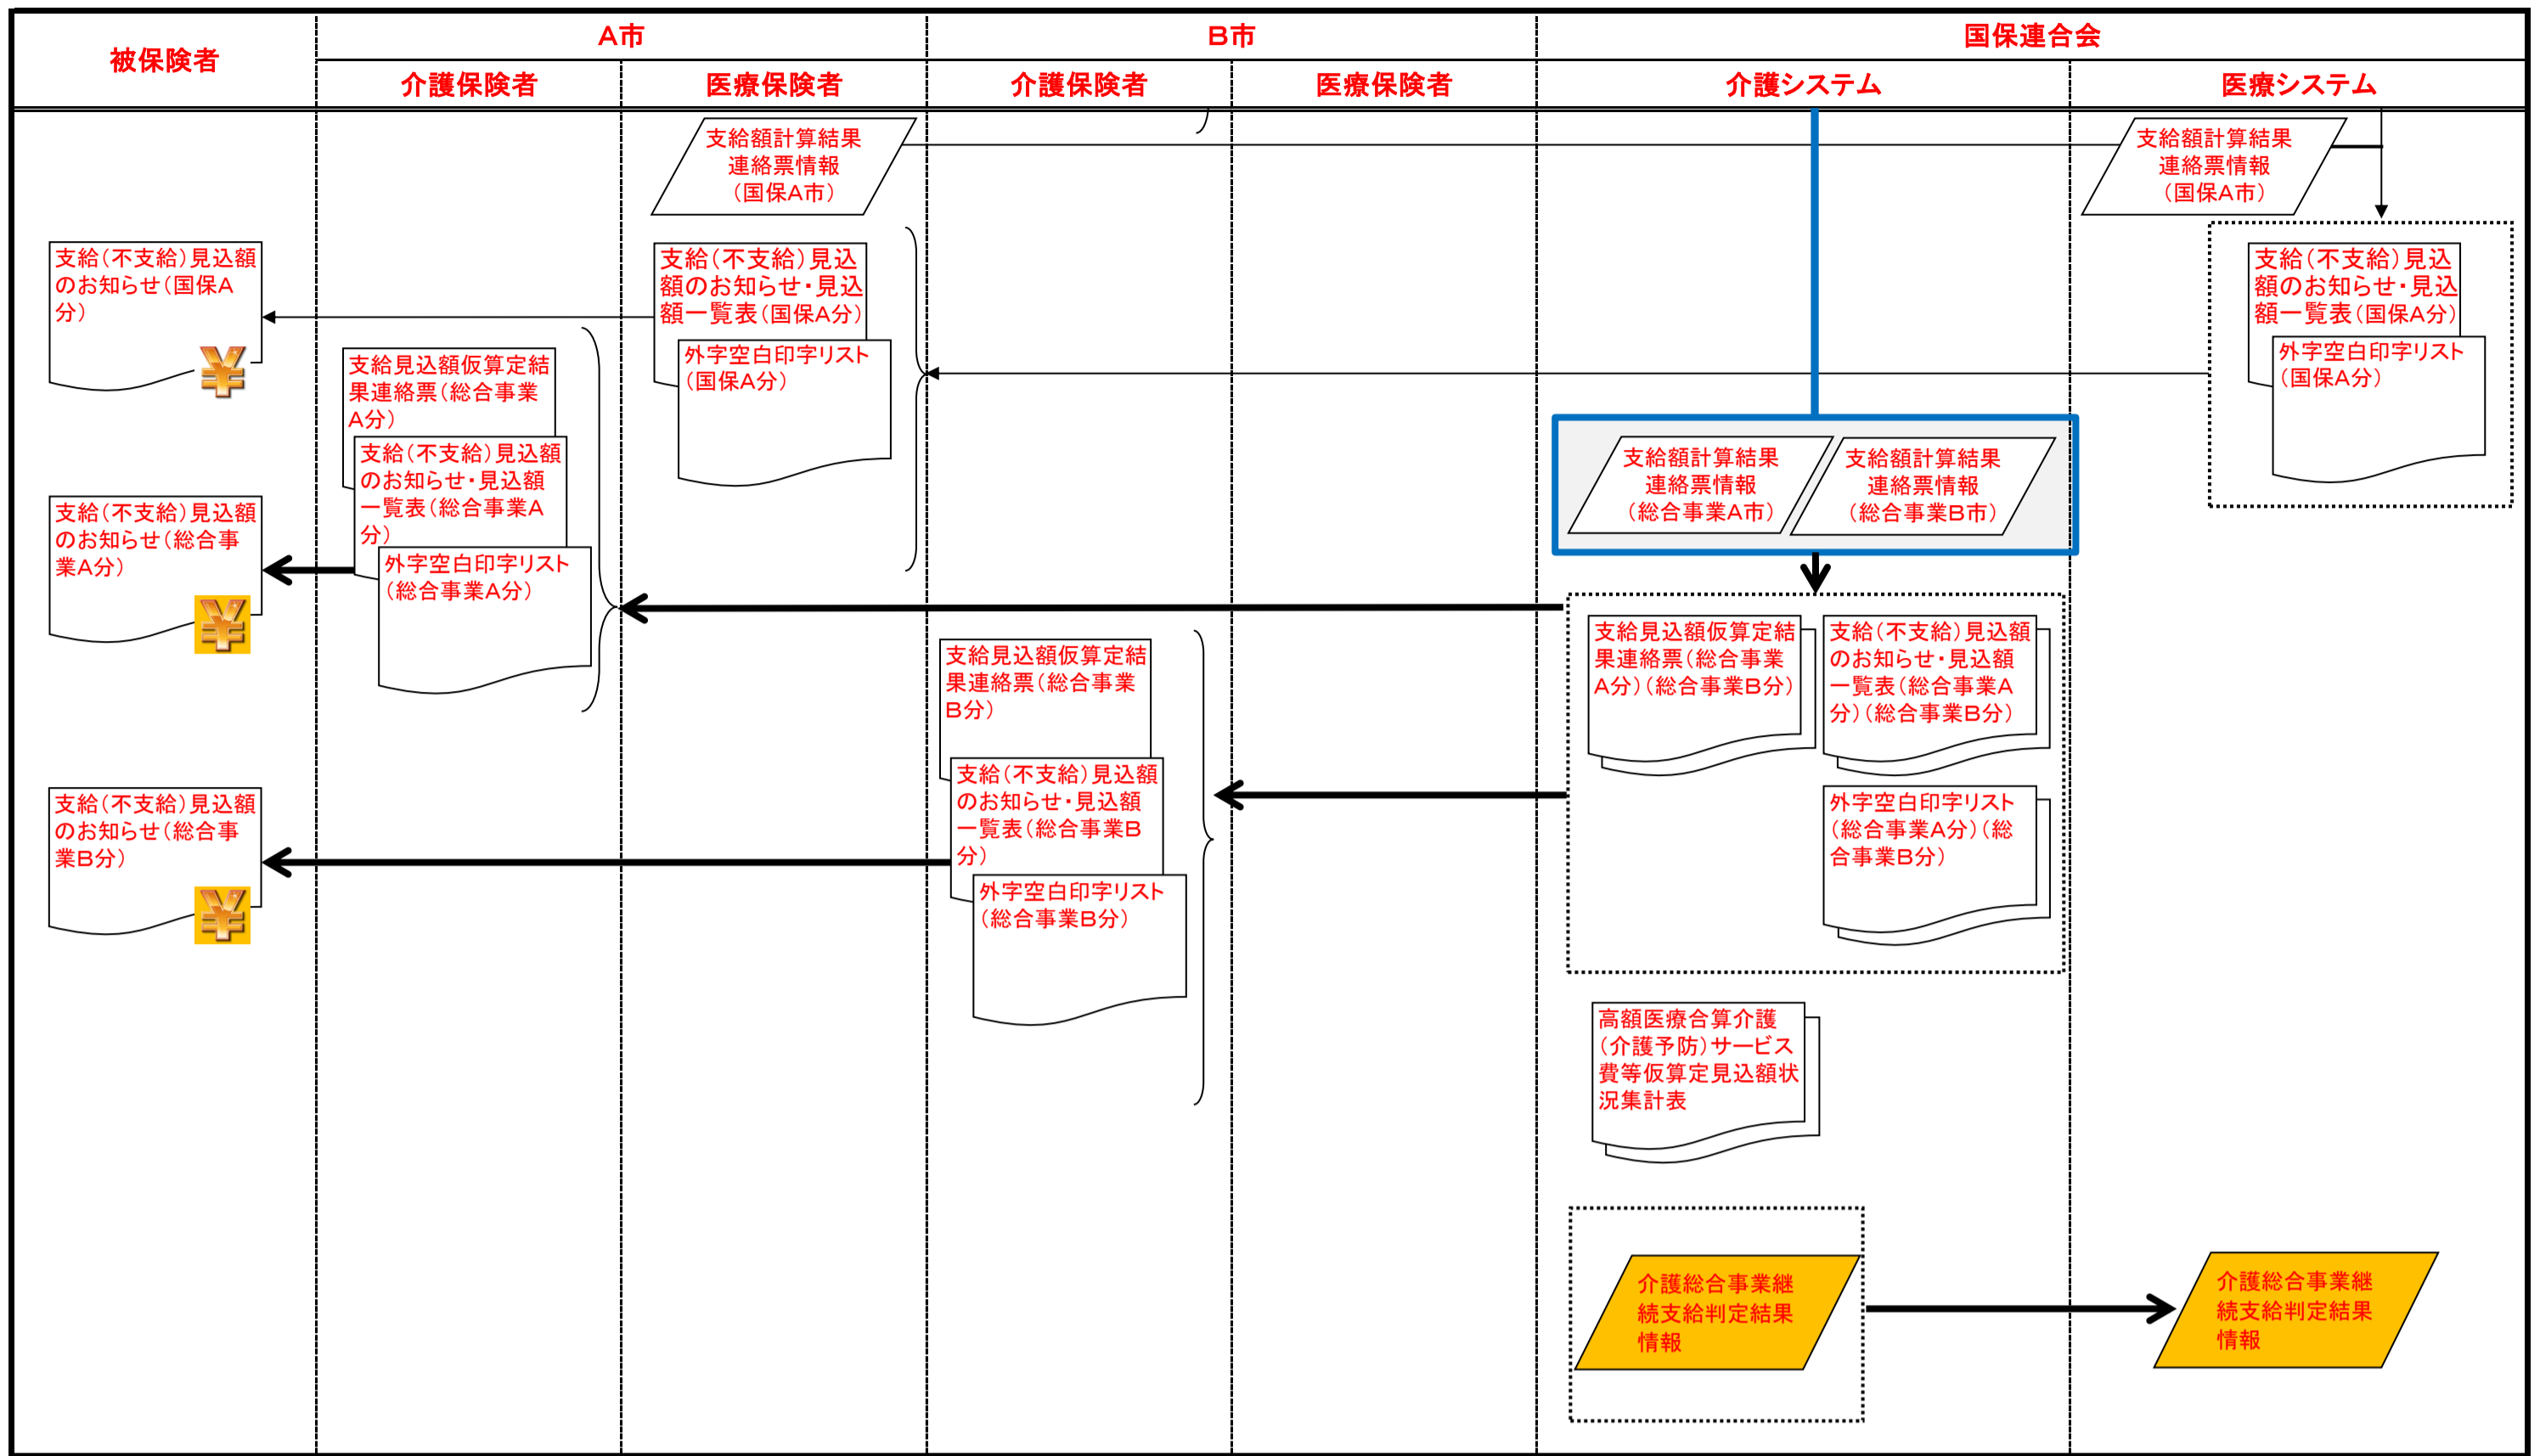 被保険者
A市
B市
国保連合会
介護保険者
医療保険者
介護保険者
医療保険者
介護システム
医療システム
支給額計算結果
連絡票情報
（国保A市）
支給額計算結果
連絡票情報
（国保A市）
支給（不支給）見込額
のお知らせ（国保A
分）
支給（不支給）見込
額のお知らせ・見込
額一覧表（国保A分）
外字空白印字リスト
（国保A分）
支給（不支給）見込
額のお知らせ・見込
額一覧表（国保A分）
外字空白印字リスト
（国保A分）
支給見込額仮算定結
果連絡票（総合事業
A分）
支給（不支給）見込額
のお知らせ・見込額
一覧表（総合事業A
分）
外字空白印字リスト
（総合事業A分）
支給額計算結果
連絡票情報
（総合事業A市）
支給額計算結果
連絡票情報
（総合事業B市）
支給（不支給）見込額
のお知らせ（総合事
業A分）
支給見込額仮算定結
果連絡票（総合事業
A分）（総合事業B分）
支給（不支給）見込額
のお知らせ・見込額
一覧表（総合事業A
分）（総合事業B分）
外字空白印字リスト
（総合事業A分）（総
合事業B分）
支給見込額仮算定結
果連絡票（総合事業
B分）
支給（不支給）見込額
のお知らせ・見込額
一覧表（総合事業B
分）
外字空白印字リスト
（総合事業B分）
支給（不支給）見込額
のお知らせ（総合事
業B分）
高額医療合算介護
（介護予防）サービス
費等仮算定見込額状
況集計表
介護総合事業継
続支給判定結果
情報
介護総合事業継
続支給判定結果
情報
¥
¥
¥